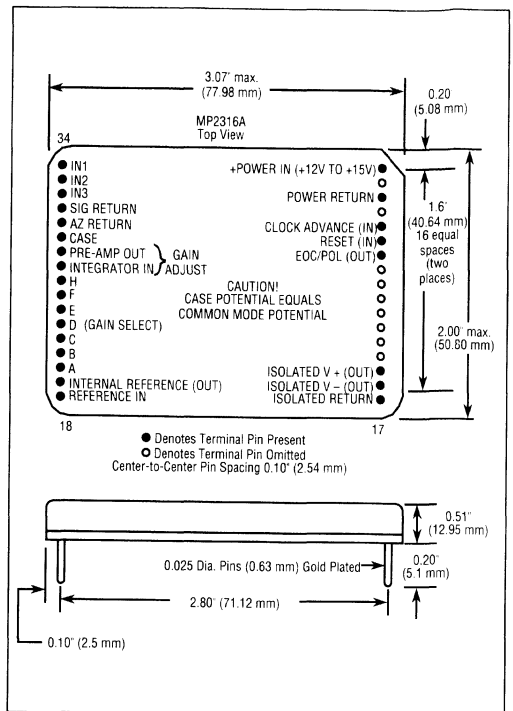 3.07" max.
(77.98 mm)
0.20
(5.08 mm)
MP2316A
Top View
34
IN1
IN2
IN3
SIG RETURN
AZ RETURN
CASE
PRE-AMP OUT
INTEGRATOR IN
GAIN
ADJUST
H
F
E
D (GAIN SELECT)
C
B
A
INTERNAL REFERENCE (OUT)
REFERENCE IN
18
+POWER IN (+12V TO +15V)
POWER RETURN
CLOCK ADVANCE (IN)
RESET (IN)
EOC/POL (OUT)
CAUTION!
CASE POTENTIAL EQUALS
COMMON MODE POTENTIAL
ISOLATED V + (OUT)
ISOLATED V − (OUT)
ISOLATED RETURN
17
1.6"
(40.64 mm)
16 equal
spaces
(two
places)
2.00" max.
(50.80 mm)
● Denotes Terminal Pin Present
○ Denotes Terminal Pin Omitted
Center-to-Center Pin Spacing 0.10" (2.54 mm)
0.51"
(12.95 mm)
0.025 Dia. Pins (0.63 mm) Gold Plated
0.20"
(5.1 mm)
2.80" (71.12 mm)
0.10" (2.5 mm)